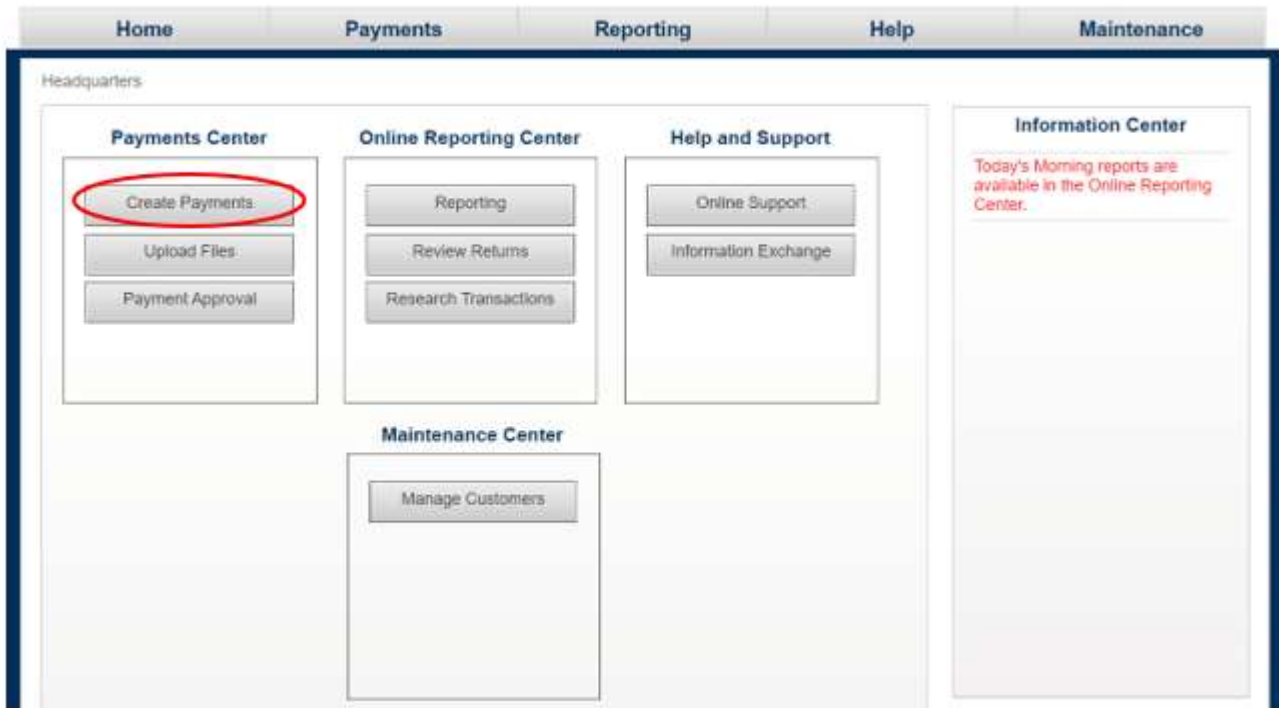 Home Payments Reporting Help Maintenance
Headquarters
Payments Center
Create Payments
Upload Files
Payment Approval
Online Reporting Center
Reporting
Review Returns
Research Transactions
Help and Support
Online Support
Information Exchange
Maintenance Center
Manage Customers
Information Center
Today's Morning reports are
available in the Online Reporting
Center.